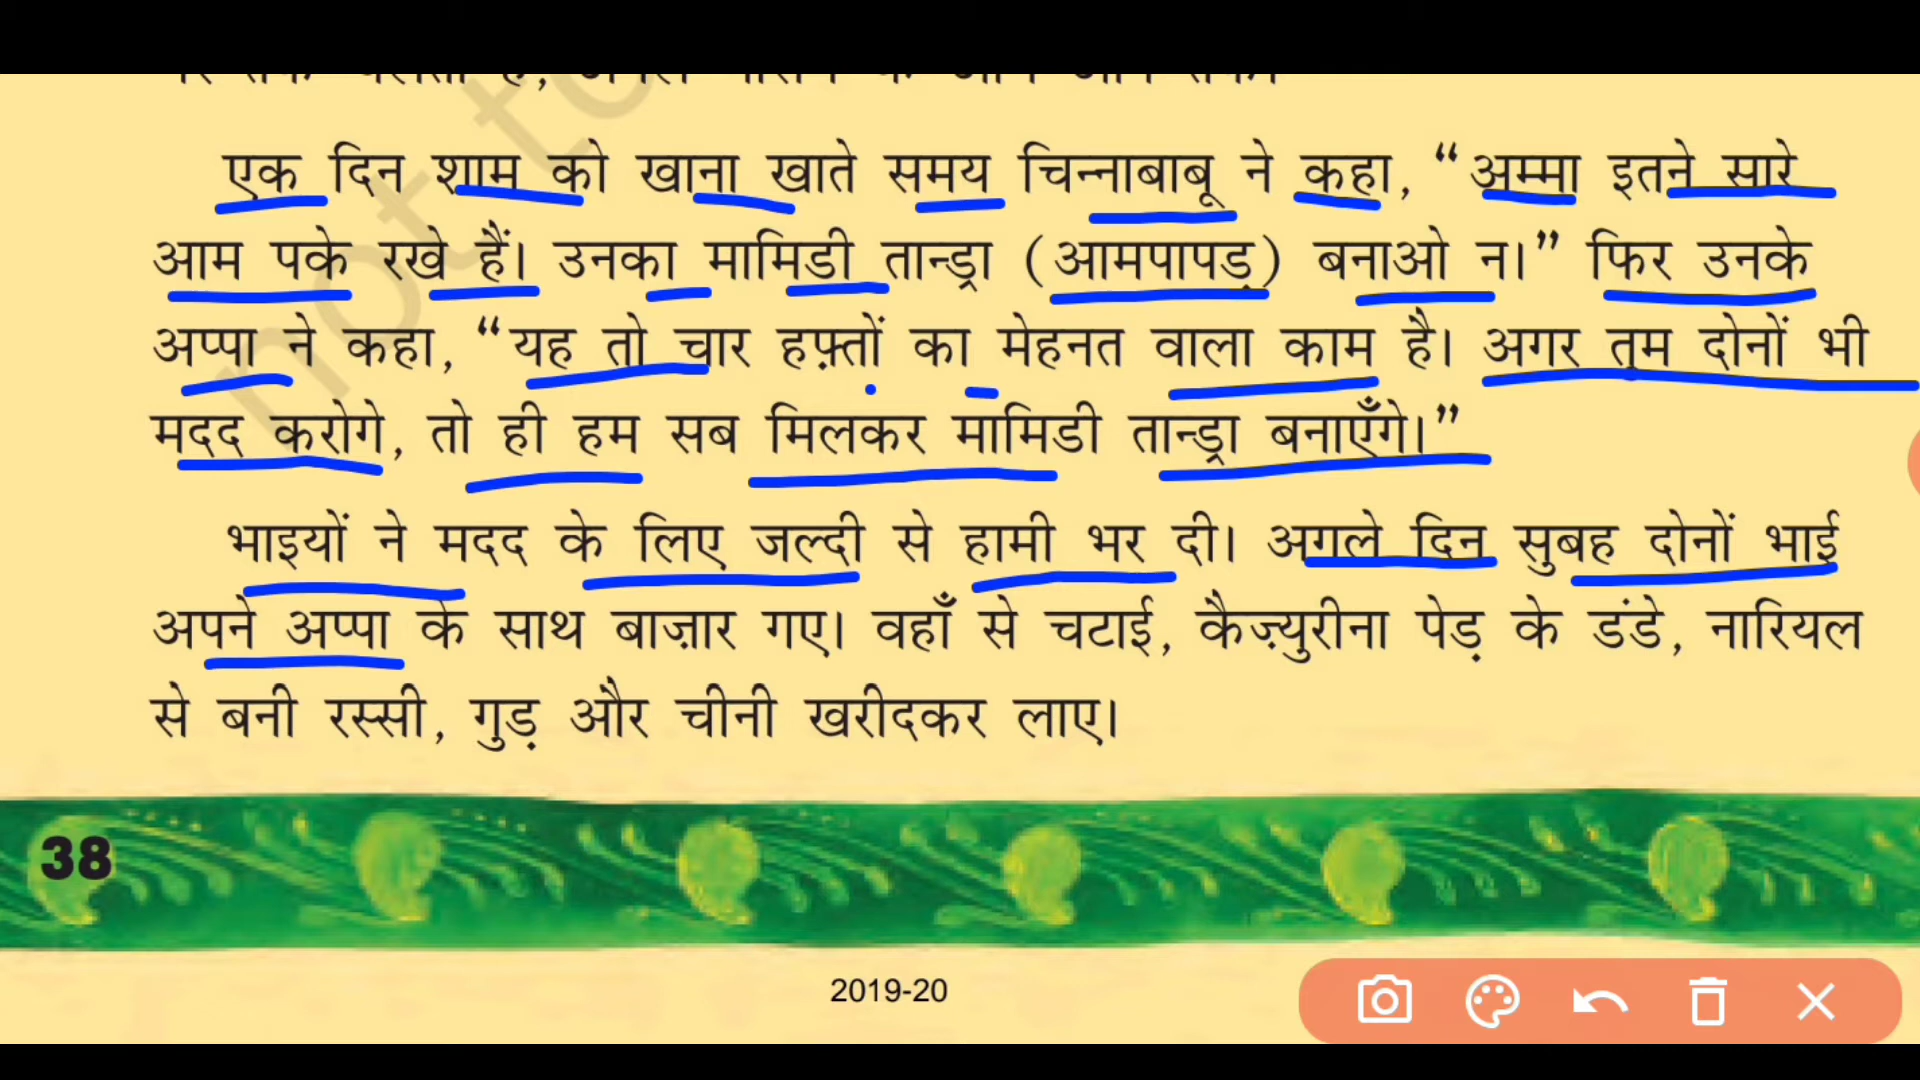 एक दिन शाम को खाना खाते समय चिन्नाबाबू ने कहा, “अम्मा इतने सारे
आम पके रखे हैं। उनका मामिडी तान्ड्रा (आमपापड़) बनाओ न।” फिर उनके
अप्पा ने कहा, “यह तो चार हफ़्तों का मेहनत वाला काम है। अगर तुम दोनों भी
मदद करोगे, तो ही हम सब मिलकर मामिडी तान्ड्रा बनाएँगे।”
भाइयों ने मदद के लिए जल्दी से हामी भर दी। अगले दिन सुबह दोनों भाई
अपने अप्पा के साथ बाज़ार गए। वहाँ से चटाई, कैज़्युरीना पेड़ के डंडे, नारियल
से बनी रस्सी, गुड़ और चीनी खरीदकर लाए।
38
2019-20
not to